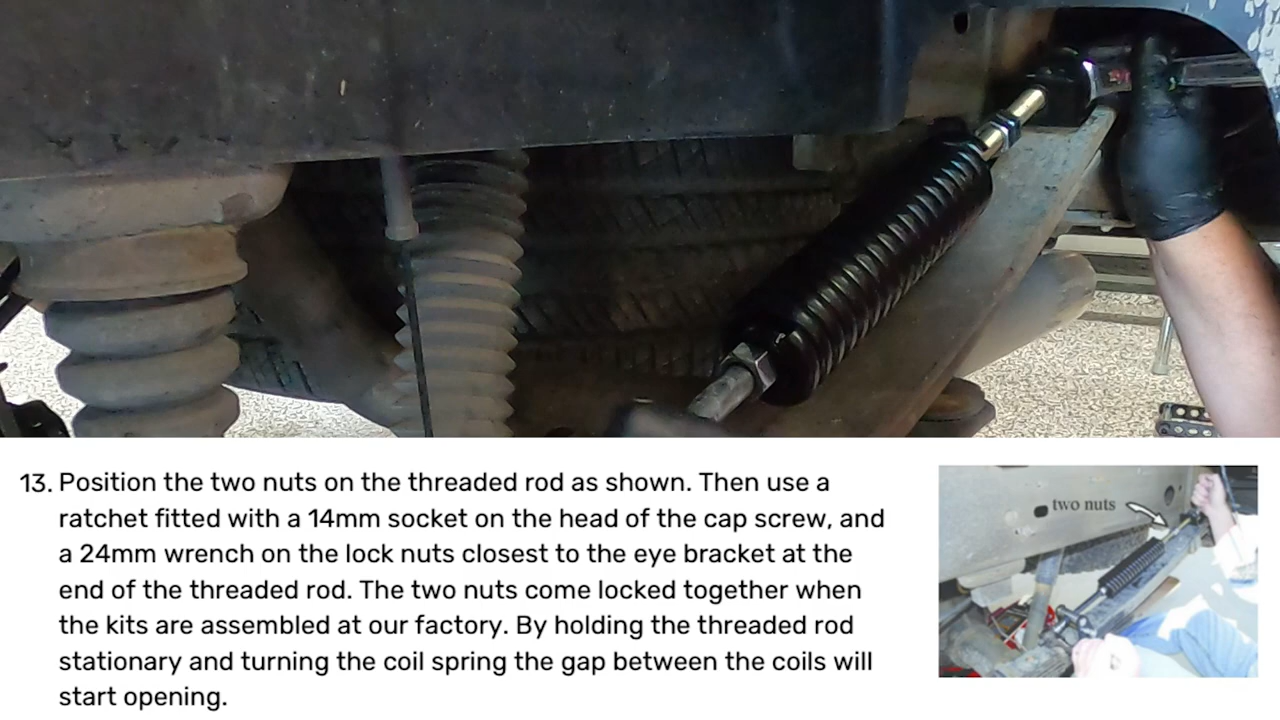 13. Position the two nuts on the threaded rod as shown. Then use a
ratchet fitted with a 14mm socket on the head of the cap screw, and
a 24mm wrench on the lock nuts closest to the eye bracket at the
end of the threaded rod. The two nuts come locked together when
the kits are assembled at our factory. By holding the threaded rod
stationary and turning the coil spring the gap between the coils will
start opening.
two nuts